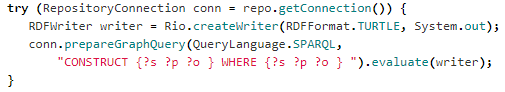 try (RepositoryConnection conn = repo.getConnection()) {
   RDFWriter writer = Rio.createWriter(RDFFormat.TURTLE, System.out);
   conn.prepareGraphQuery(QueryLanguage.SPARQL,
       "CONSTRUCT {?s ?p ?o } WHERE {?s ?p ?o } ").evaluate(writer);
}